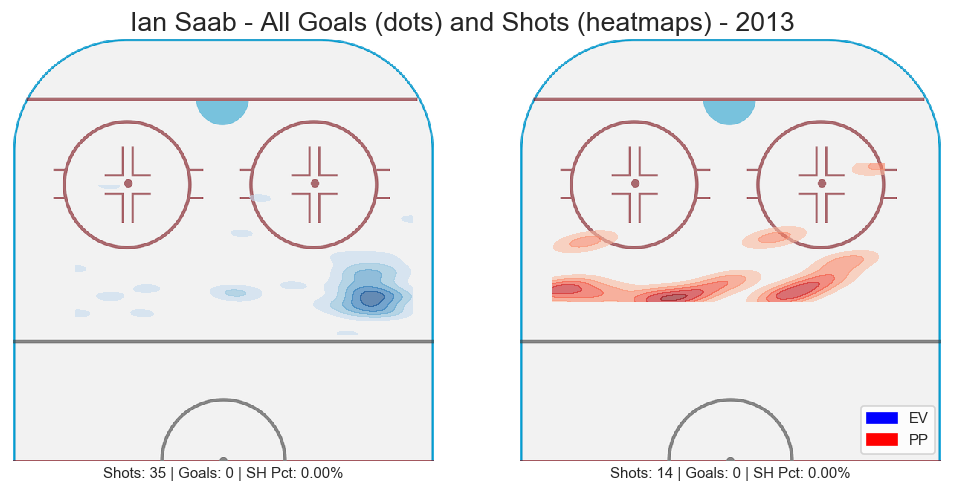 Ian Saab - All Goals (dots) and Shots (heatmaps) - 2013
EV
PP
Shots: 35 | Goals: 0 | SH Pct: 0.00%
Shots: 14 | Goals: 0 | SH Pct: 0.00%